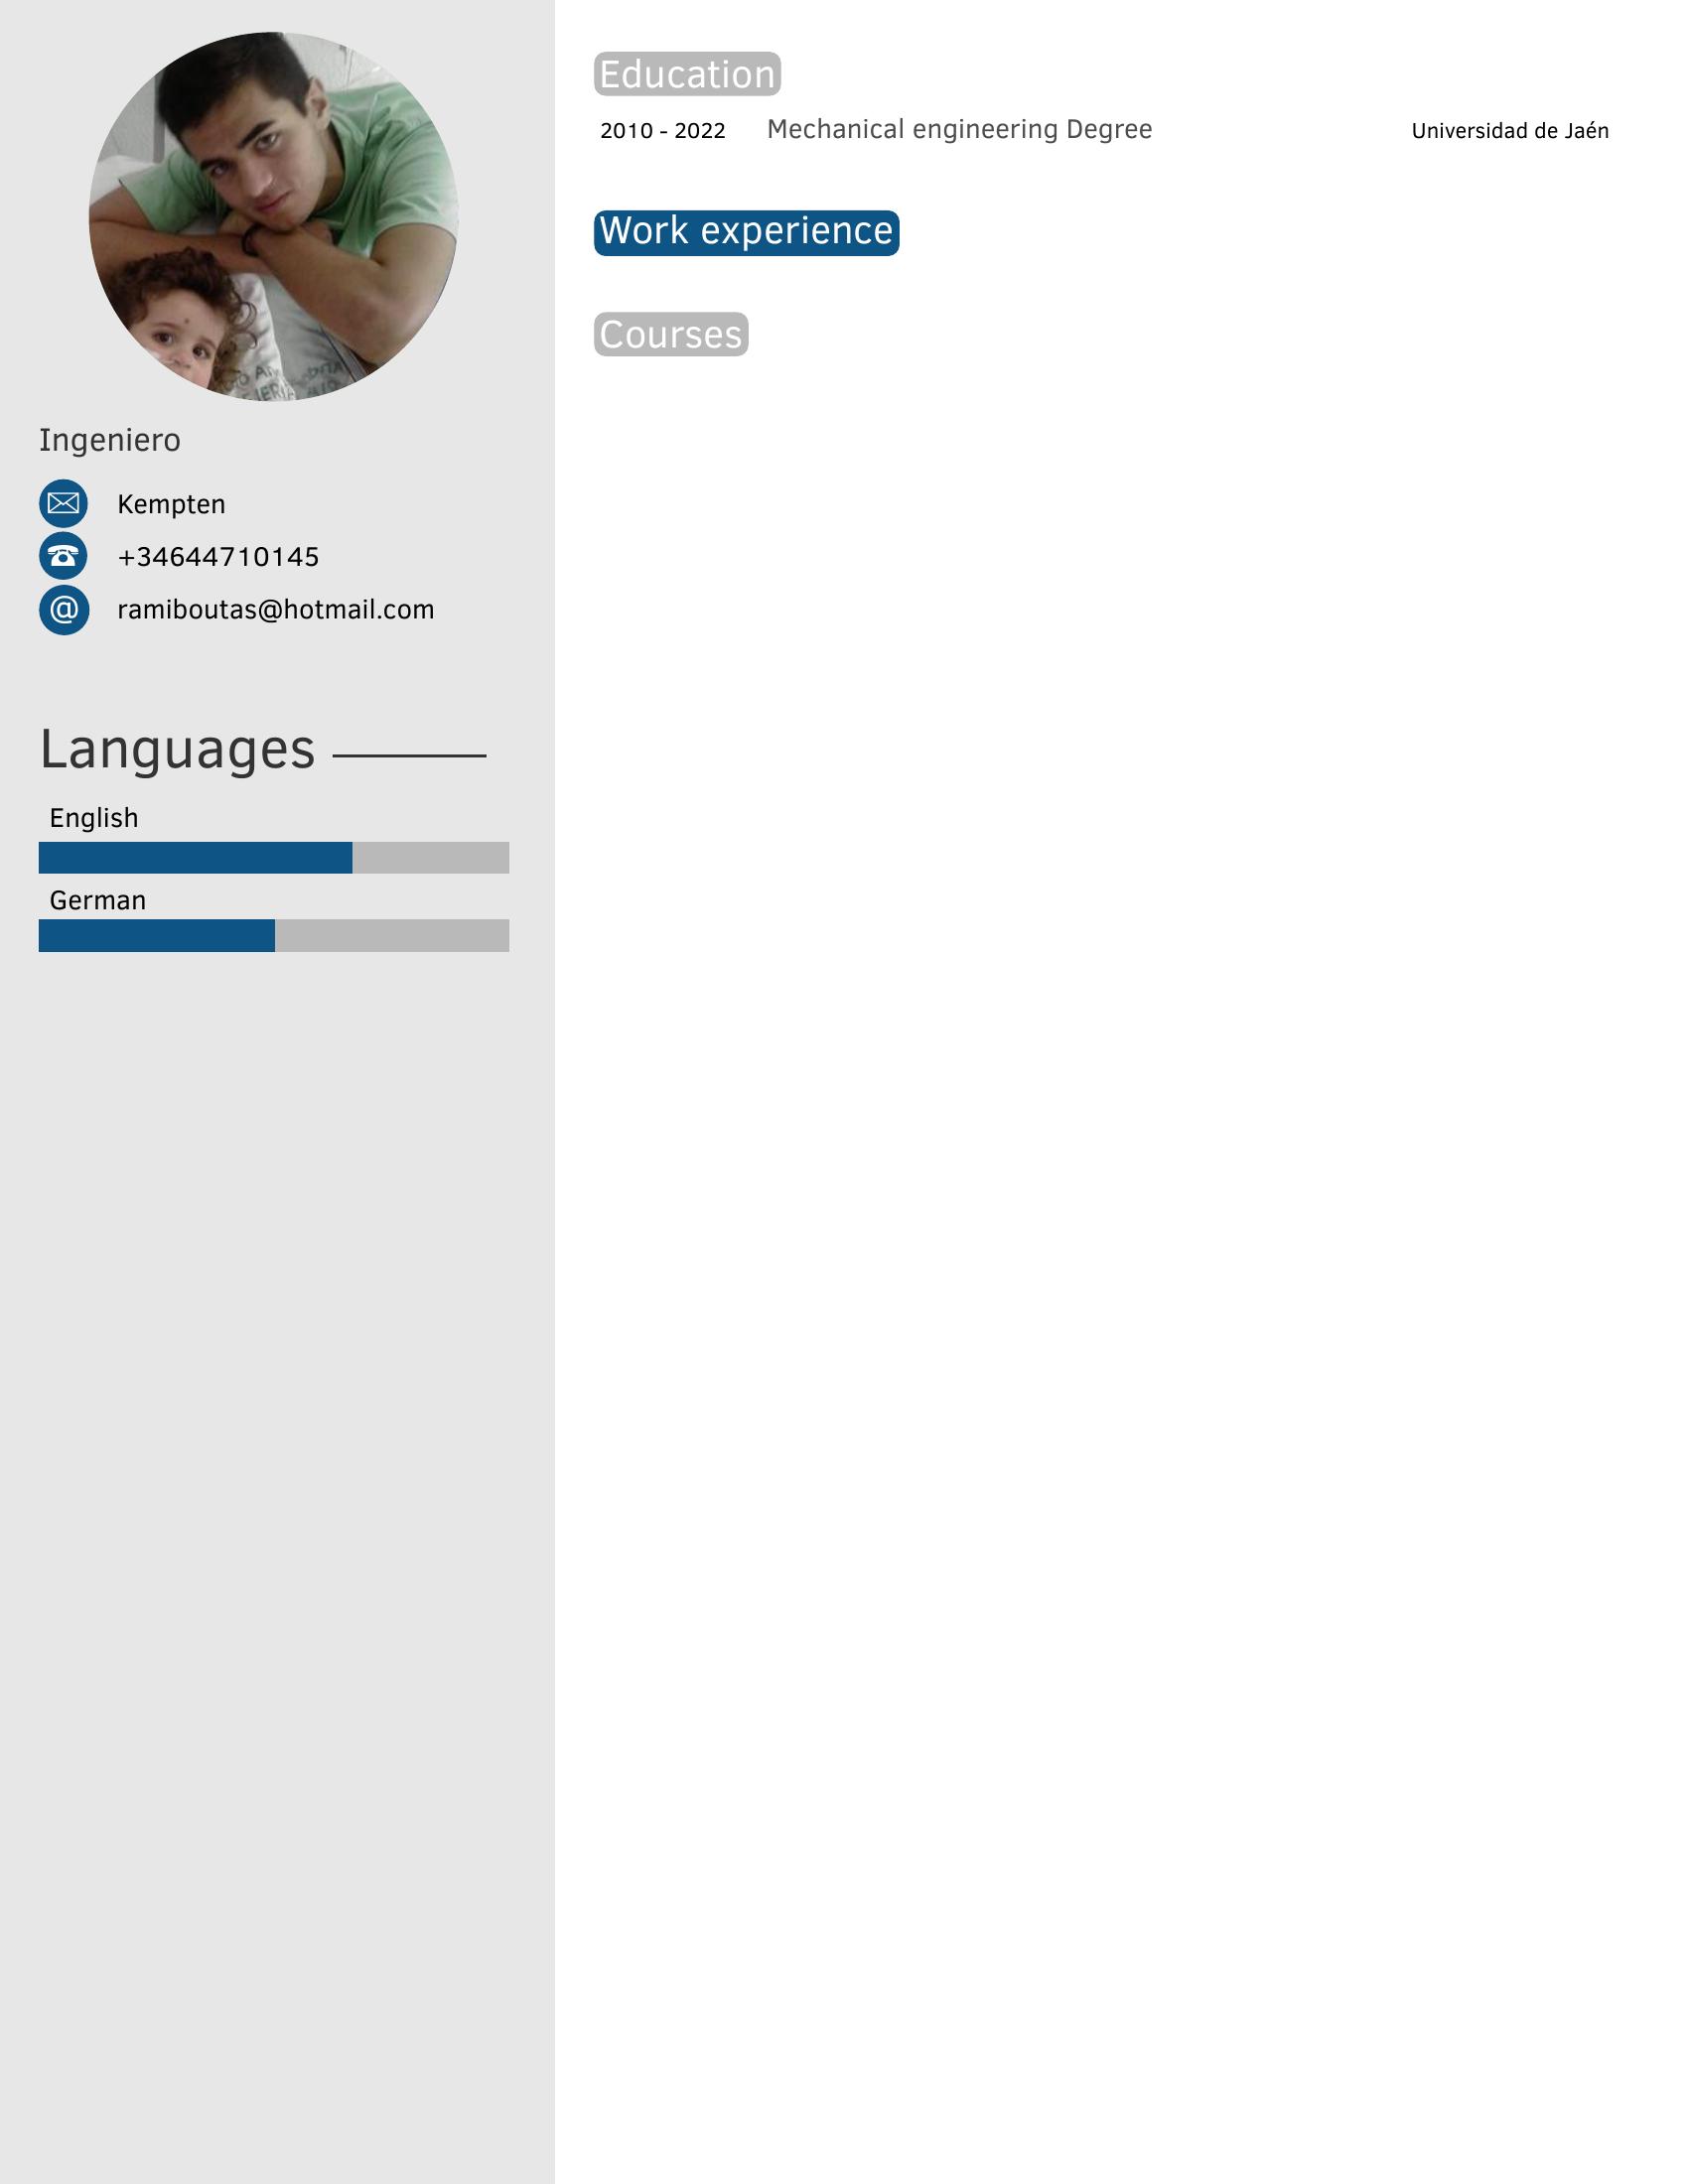 Ingeniero
Kempten
+34644710145
@ ramiboutas@hotmail.com
Languages
English
German
Education
2010 - 2022 Mechanical engineering Degree Universidad de Jaén
Work experience
Courses